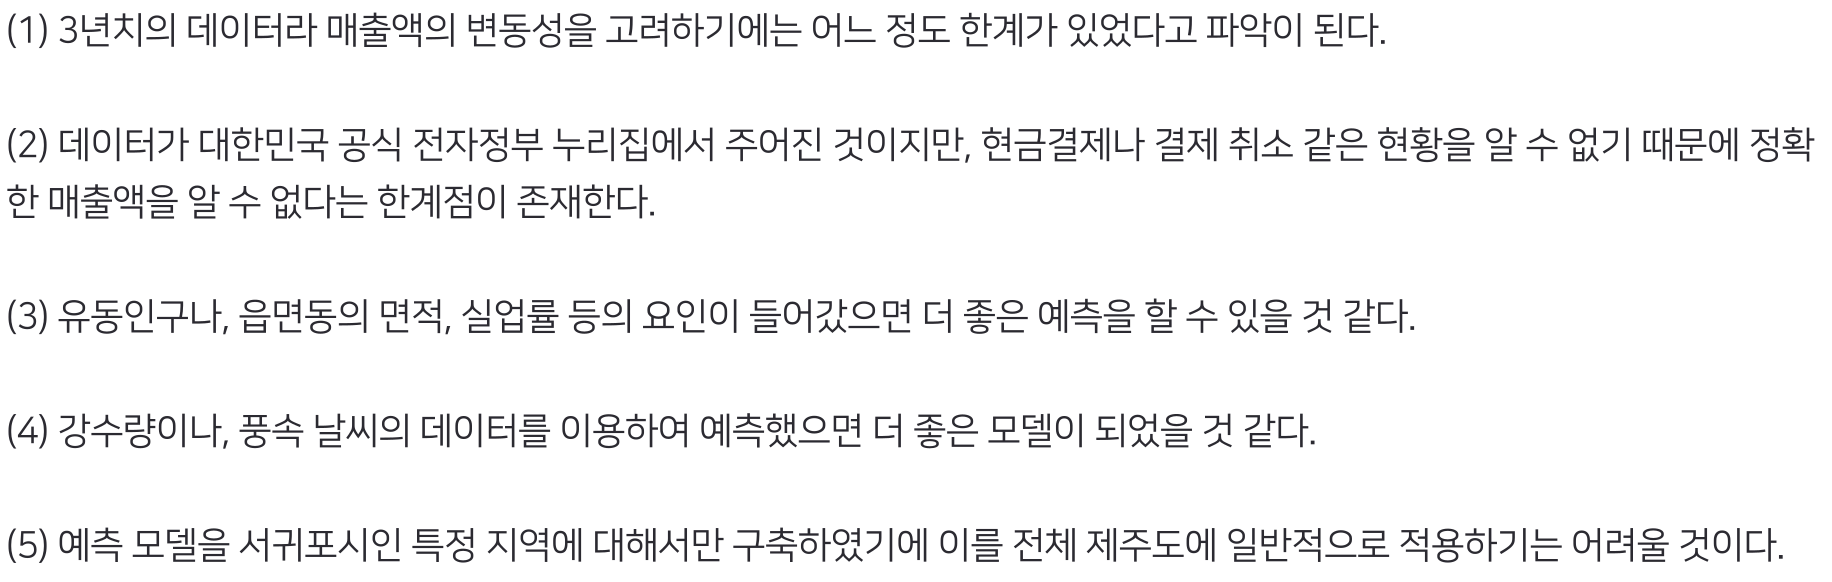 (1) 3년치의 데이터라 매출액의 변동성을 고려하기에는 어느 정도 한계가 있었다고 파악이 된다.
(2) 데이터가 대한민국 공식 전자정부 누리집에서 주어진 것이지만, 현금결제나 결제 취소 같은 현황을 알 수 없기 때문에 정확
한 매출액을 알 수 없다는 한계점이 존재한다.
(3) 유동인구나, 읍면동의 면적, 실업률 등의 요인이 들어갔으면 더 좋은 예측을 할 수 있을 것 같다.
(4) 강수량이나, 풍속 날씨의 데이터를 이용하여 예측했으면 더 좋은 모델이 되었을 것 같다.
(5) 예측 모델을 서귀포시인 특정 지역에 대해서만 구축하였기에 이를 전체 제주도에 일반적으로 적용하기는 어려울 것이다.